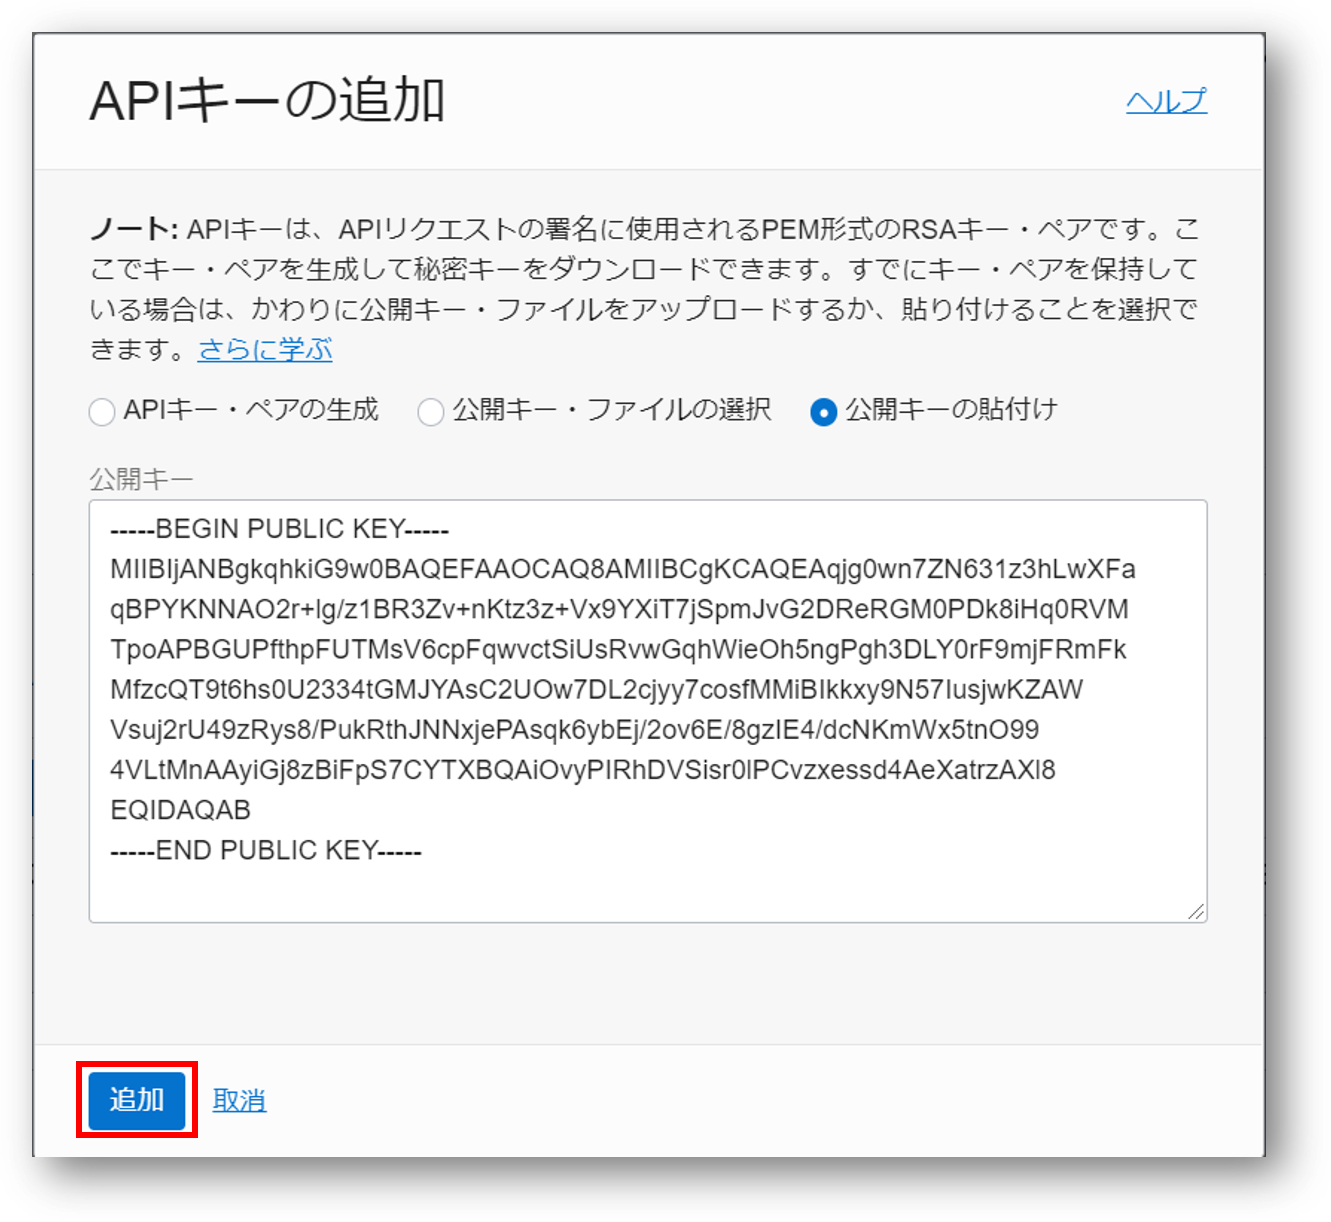 APIキーの追加
ヘルプ
ノート: APIキーは、APIリクエストの署名に使用されるPEM形式のRSAキー・ペアです。こ
こでキー・ペアを生成して秘密キーをダウンロードできます。すでにキー・ペアを保持して
いる場合は、かわりに公開キー・ファイルをアップロードするか、貼り付けることを選択で
きます。さらに学ぶ
APIキー・ペアの生成 公開キー・ファイルの選択 公開キーの貼付け
公開キー
-----BEGIN PUBLIC KEY-----
MIIBIjANBgkqhkiG9w0BAQEFAAOCAQ8AMIIBCgKCAQEAqjg0wn7ZN631z3hLwXFa
qBPYKNNAO2r+lg/z1BR3Zv+nKtz3z+Vx9YXiT7jSpmJvG2DReRGM0PDk8iHq0RVM
TpoAPBGUPfthpFUTMsV6cpFqwvctSiUsRvwGqhWieOh5ngPgh3DLY0rF9mjFRmFk
MfzcQT9t6hs0U2334tGMJYAsC2UOw7DL2cjyy7cosfMMiBIkkxy9N57IusjwKZAW
Vsuj2rU49zRys8/PukRthJNNxjePAsqk6ybEj/2ov6E/8gzIE4/dcNKmWx5tnO99
4VLtMnAAyiGj8zBiFpS7CYTXBQAiOvyPIRhDVSisr0lPCvzxessd4AeXatrzAXl8
EQIDAQAB
-----END PUBLIC KEY-----
追加 取消